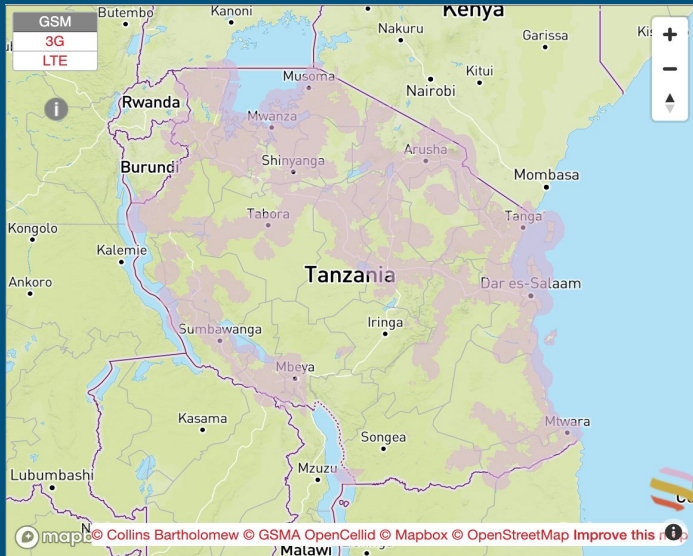 GSM
3G
LTE
Butembo
Kanoni
Kenya
Nakuru
Garissa
Kitui
Nairobi
Musoma
Rwanda
Mwanza
Burundi
Shinyanga
Arusha
Mombasa
Tabora
Tanga
Kongolo
Kalemie
Tanzania
Dar es-Salaam
Ankoro
Sumbawanga
Iringa
Mbeya
Kasama
Songea
Mtwara
Lubumbashi
Mzuzu
mapb
© Collins Bartholomew © GSMA OpenCellid © Mapbox © OpenStreetMap Improve this map
Malawi